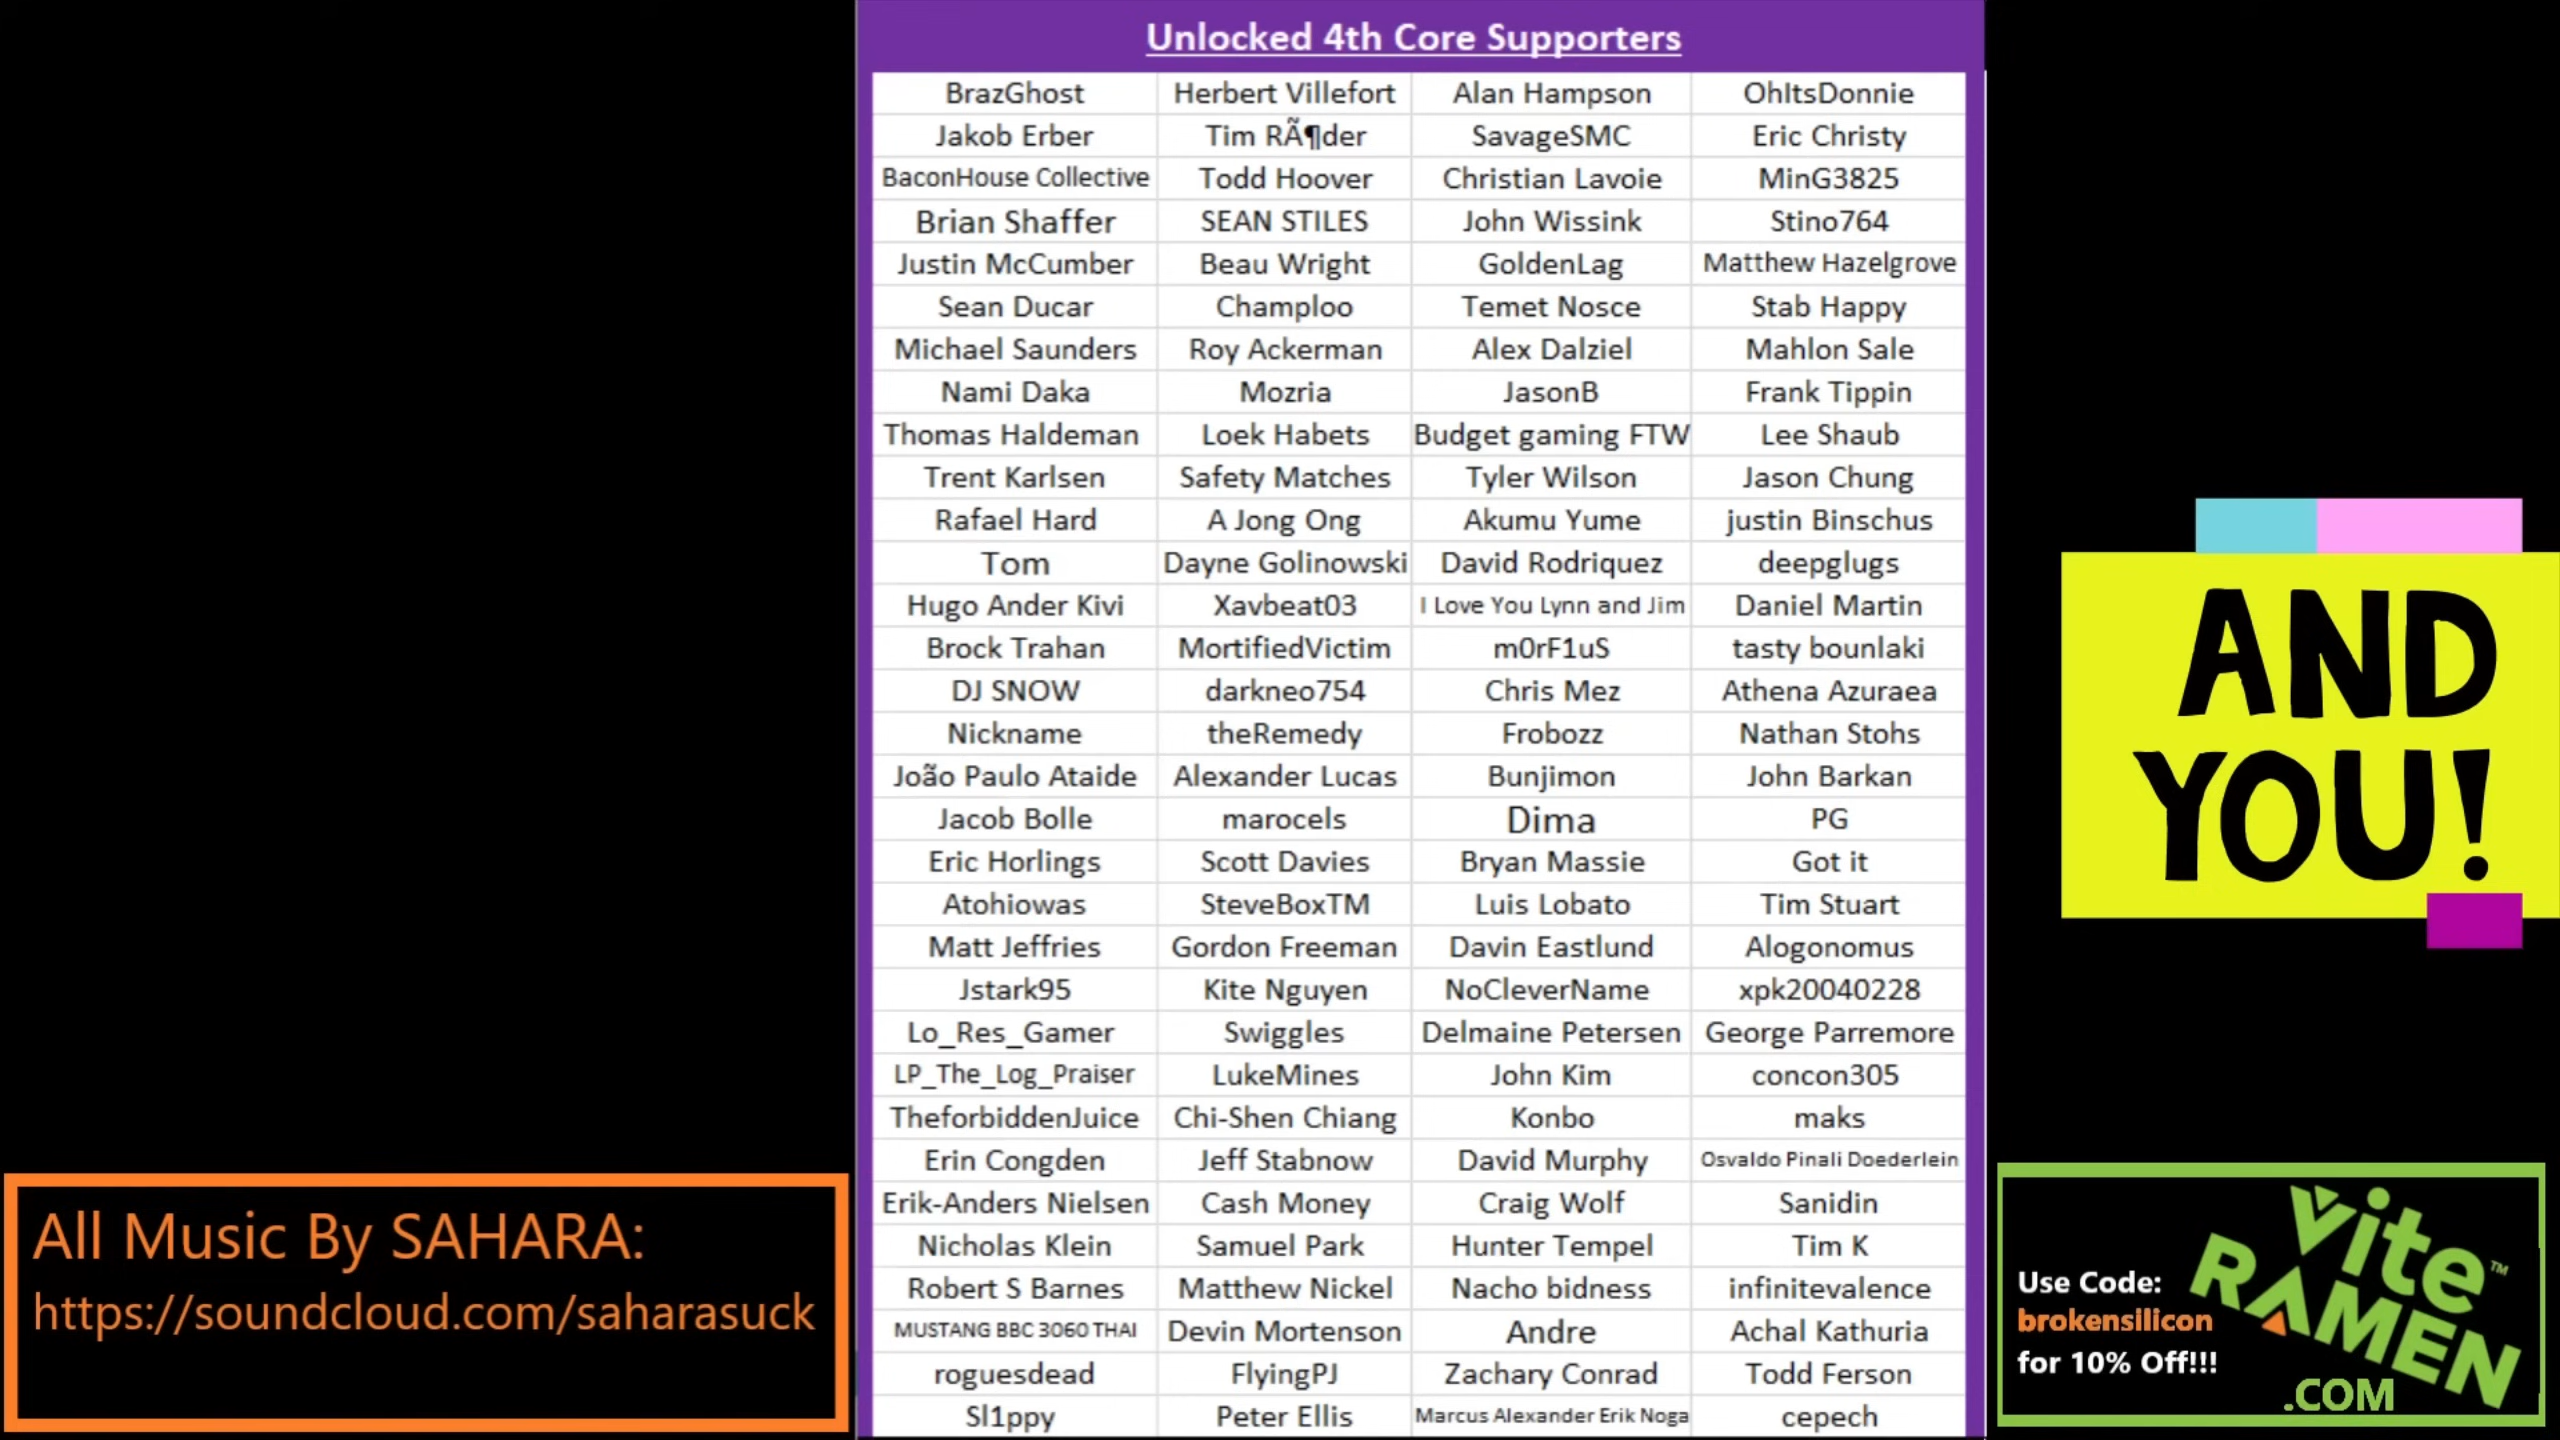 Unlocked 4th Core Supporters
BrazGhost Herbert Villefort Alan Hampson OhItsDonnie
Jakob Erber Tim RÃ¶der SavageSMC Eric Christy
BaconHouse Collective Todd Hoover Christian Lavoie MinG3825
Brian Shaffer SEAN STILES John Wissink Stino764
Justin McCumber Beau Wright GoldenLag Matthew Hazelgrove
Sean Ducar Champloo Temet Nosce Stab Happy
Michael Saunders Roy Ackerman Alex Dalziel Mahlon Sale
Nami Daka Mozria JasonB Frank Tippin
Thomas Haldeman Loek Habets Budget gaming FTW Lee Shaub
Trent Karlsen Safety Matches Tyler Wilson Jason Chung
Rafael Hard A Jong Ong Akumu Yume justin Binschus
Tom Dayne Golinowski David Rodriquez deepglugs
Hugo Ander Kivi Xavbeat03 I Love You Lynn and Jim Daniel Martin
Brock Trahan MortifiedVictim m0rF1uS tasty bounlaki
DJ SNOW darkneo754 Chris Mez Athena Azuraea
Nickname theRemedy Frobozz Nathan Stohs
João Paulo Ataide Alexander Lucas Bunjimon John Barkan
Jacob Bolle marocels Dima PG
Eric Horlings Scott Davies Bryan Massie Got it
Atohiowas SteveBoxTM Luis Lobato Tim Stuart
Matt Jeffries Gordon Freeman Davin Eastlund Alogonomus
Jstark95 Kite Nguyen NoCleverName xpk20040228
Lo_Res_Gamer Swiggles Delmaine Petersen George Parremore
LP_The_Log_Praiser LukeMines John Kim concon305
TheforbiddenJuice Chi-Shen Chiang Konbo maks
Erin Congden Jeff Stabnow David Murphy Osvaldo Pinali Doederlein
Erik-Anders Nielsen Cash Money Craig Wolf Sanidin
Nicholas Klein Samuel Park Hunter Tempel Tim K
Robert S Barnes Matthew Nickel Nacho bidness infinitevalence
MUSTANG BBC 3060 THAI Devin Mortenson Andre Achal Kathuria
roguesdead FlyingPJ Zachary Conrad Todd Ferson
Sl1ppy Peter Ellis Marcus Alexander Erik Noga cepech
All Music By SAHARA:
https://soundcloud.com/saharasuck
AND
YOU!
Use Code:
brokensilicon
for 10% Off!!!
Vite™
RAMEN
.COM